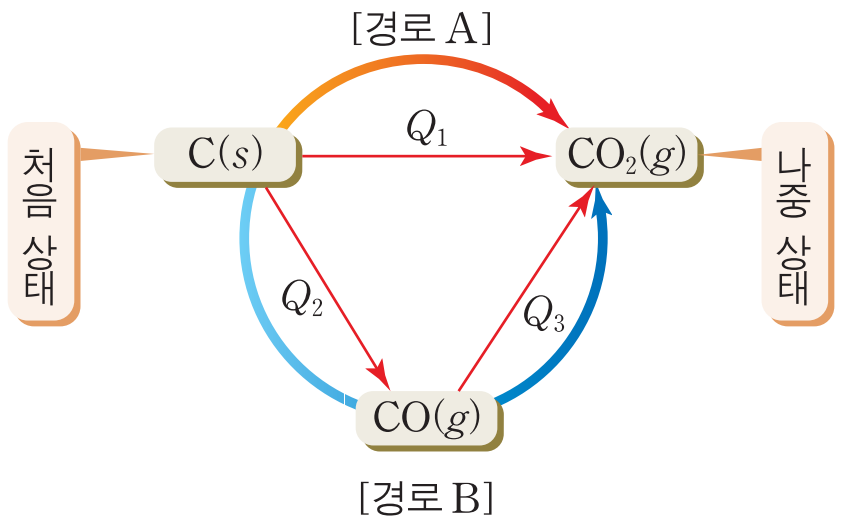 [경로 A]
C(s)
Q₁
CO₂(g)
처음 상태
나중 상태
Q₂
Q₃
CO(g)
[경로 B]